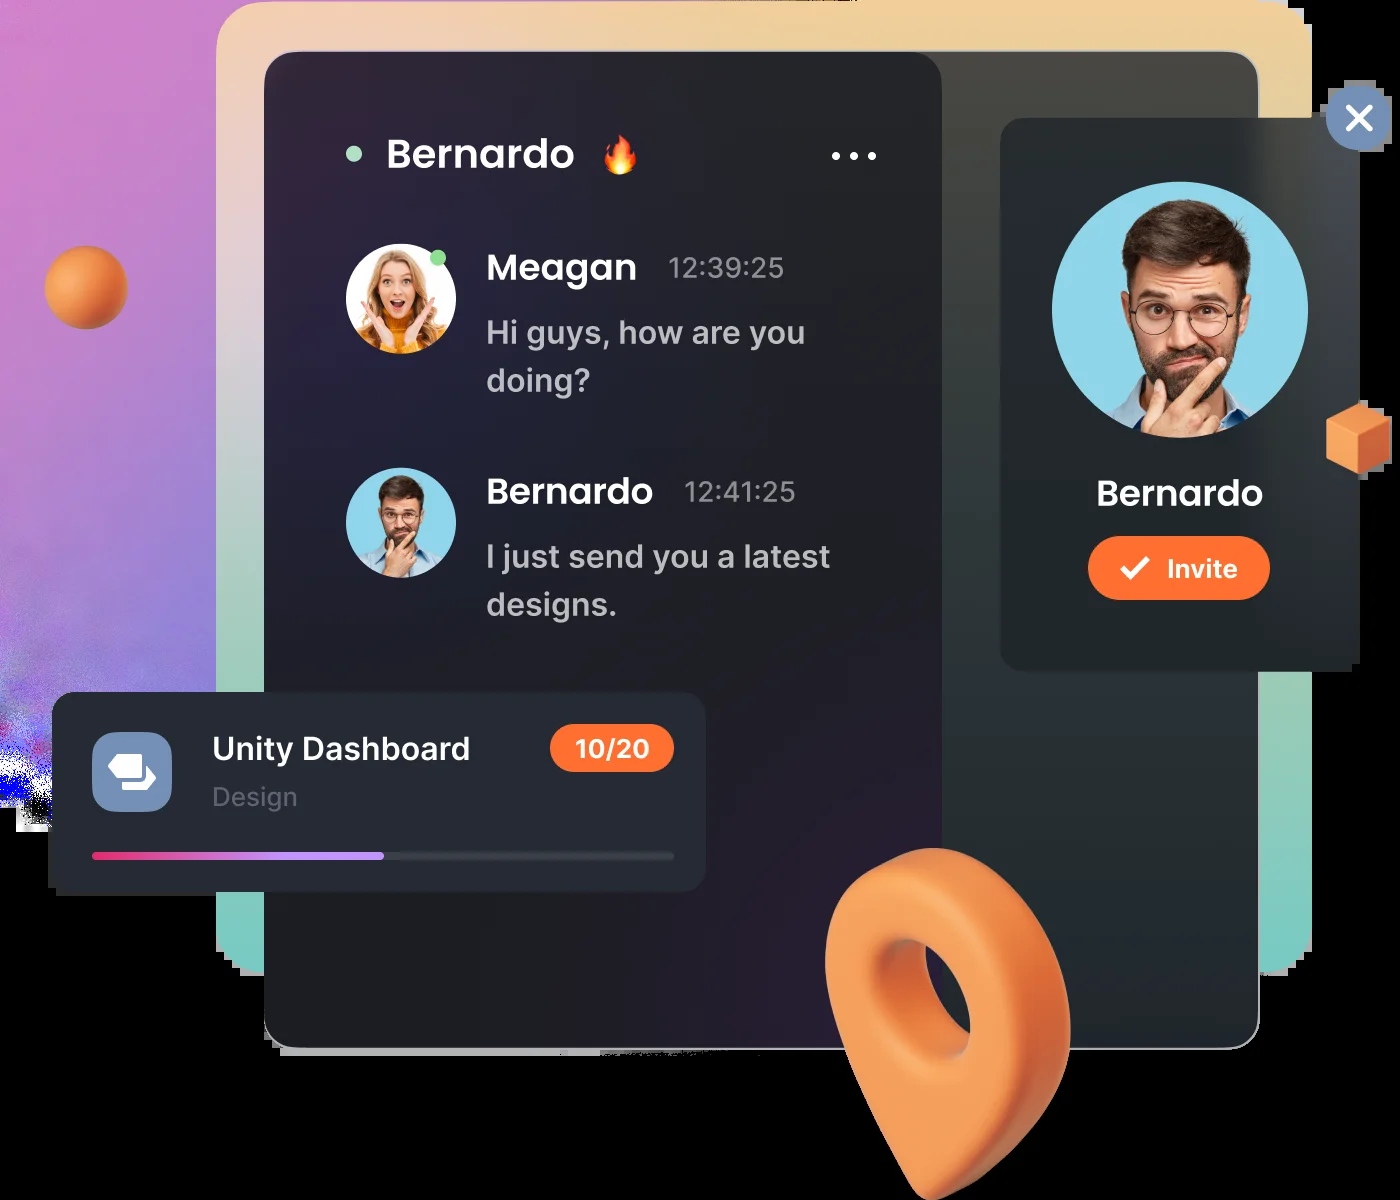 Bernardo 🔥
Meagan 12:39:25
Hi guys, how are you
doing?
Bernardo 12:41:25
I just send you a latest
designs.
Bernardo
Invite
Unity Dashboard 10/20
Design